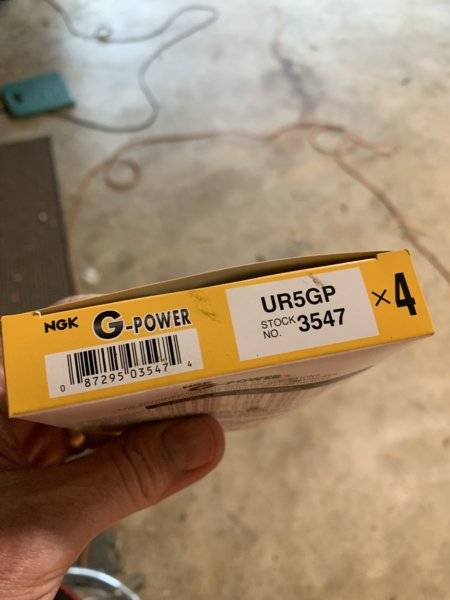 NGK G-POWER
UR5GP
STOCK NO. 3547
×4
0 87295 03547 4